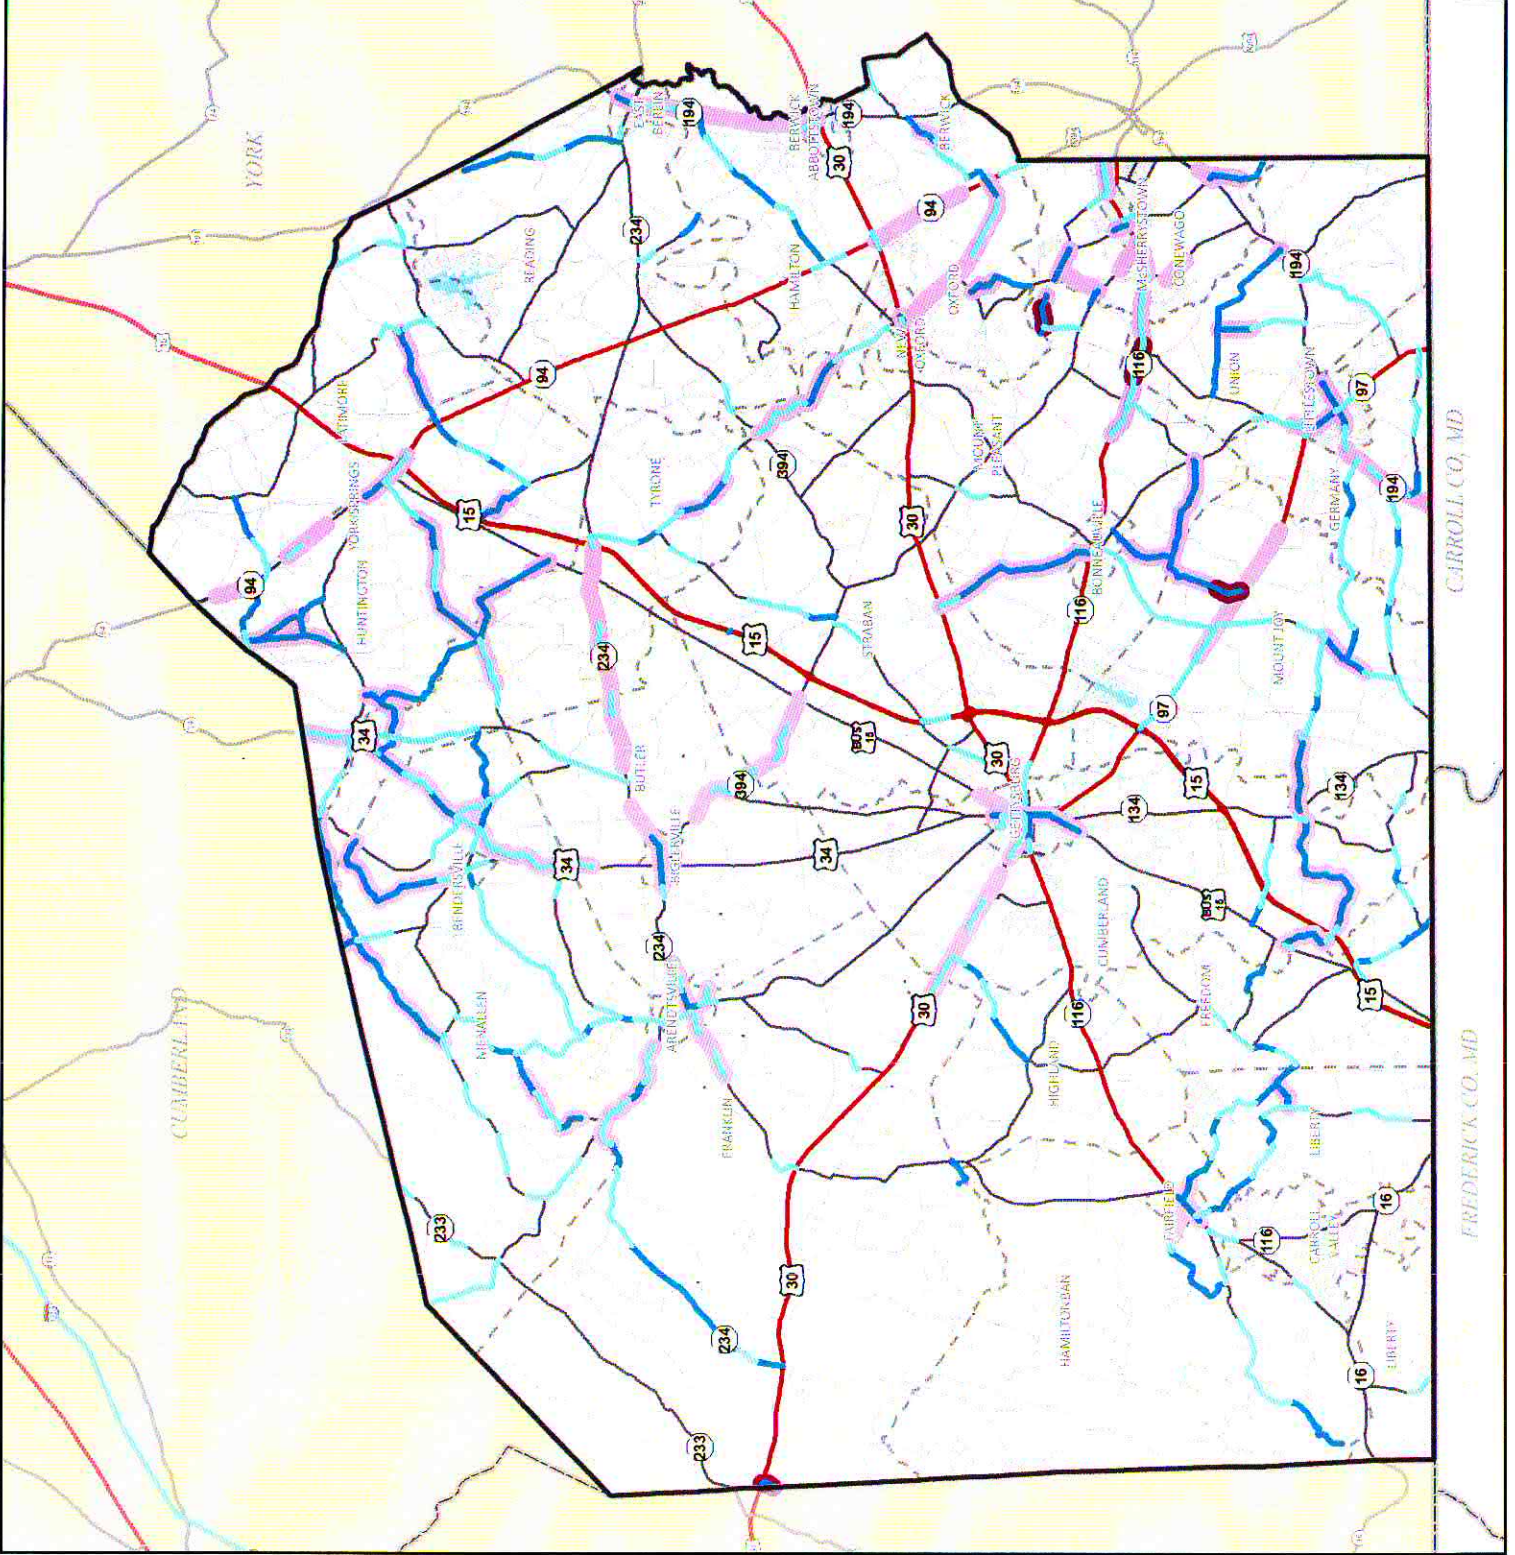 YORK
EAST
BERLIN
194
BERWICK
ABBOTTSTOWN
194
30
BERWICK
94
234
READING
HAMILTON
OXFORD
NEW
OXFORD
McSHERRYSTOWN
CONEWAGO
194
116
UNION
LITTLESTOWN
97
94
LATIMORE
YORK SPRINGS
15
TYRONE
394
MOUNT
PLEASANT
30
GERMANY
194
CARROLL CO, MD
94
HUNTINGTON
234
15
STRABAN
BONNEAUVILLE
116
MOUNT JOY
97
34
BUTLER
394
BUS
15
30
GETTYSBURG
15
134
134
BENDERSVILLE
34
BIGLERVILLE
34
234
CUMBERLAND
BUS
15
CUMBERLAND
MENALLEN
ARENDTSVILLE
30
116
FREEDOM
15
HIGHLAND
FRANKLIN
LIBERTY
FREDERICK CO, MD
233
FAIRFIELD
116
CARROLL
VALLEY
16
30
234
HAMILTONBAN
LIBERTY
16
233